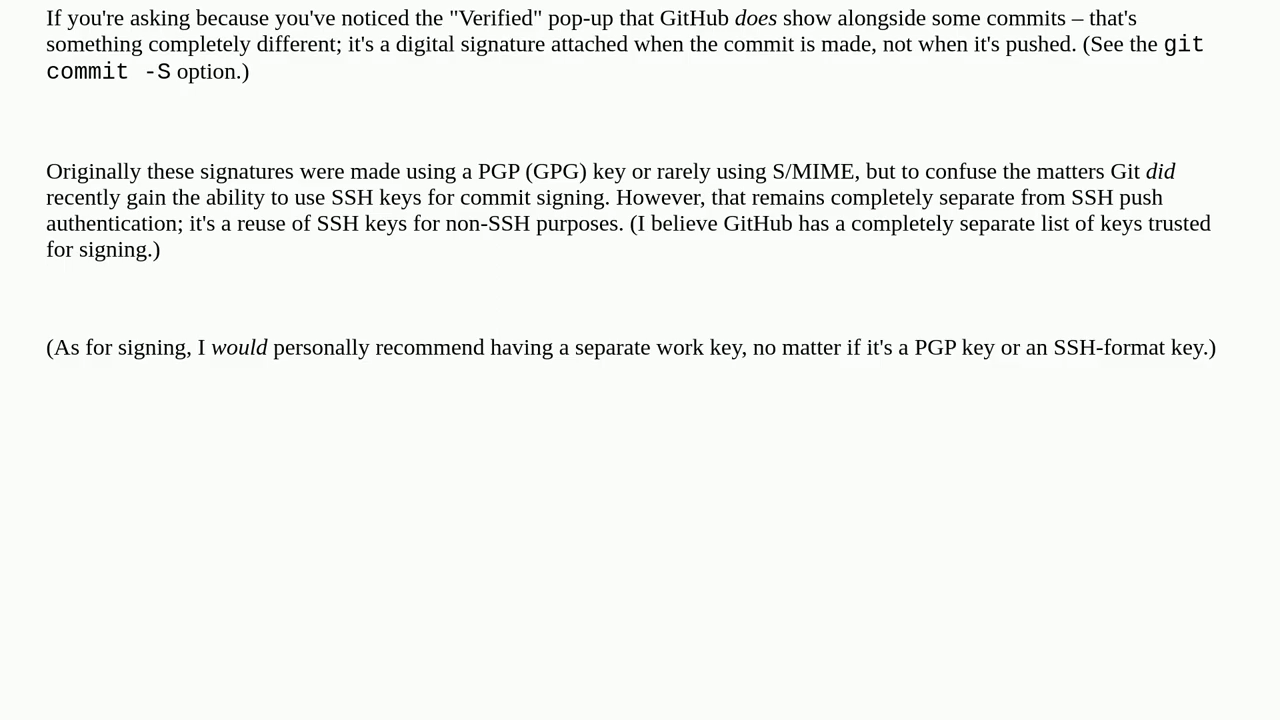 If you're asking because you've noticed the "Verified" pop-up that GitHub does show alongside some commits – that's
something completely different; it's a digital signature attached when the commit is made, not when it's pushed. (See the git
commit -S option.)
Originally these signatures were made using a PGP (GPG) key or rarely using S/MIME, but to confuse the matters Git did
recently gain the ability to use SSH keys for commit signing. However, that remains completely separate from SSH push
authentication; it's a reuse of SSH keys for non-SSH purposes. (I believe GitHub has a completely separate list of keys trusted
for signing.)
(As for signing, I would personally recommend having a separate work key, no matter if it's a PGP key or an SSH-format key.)